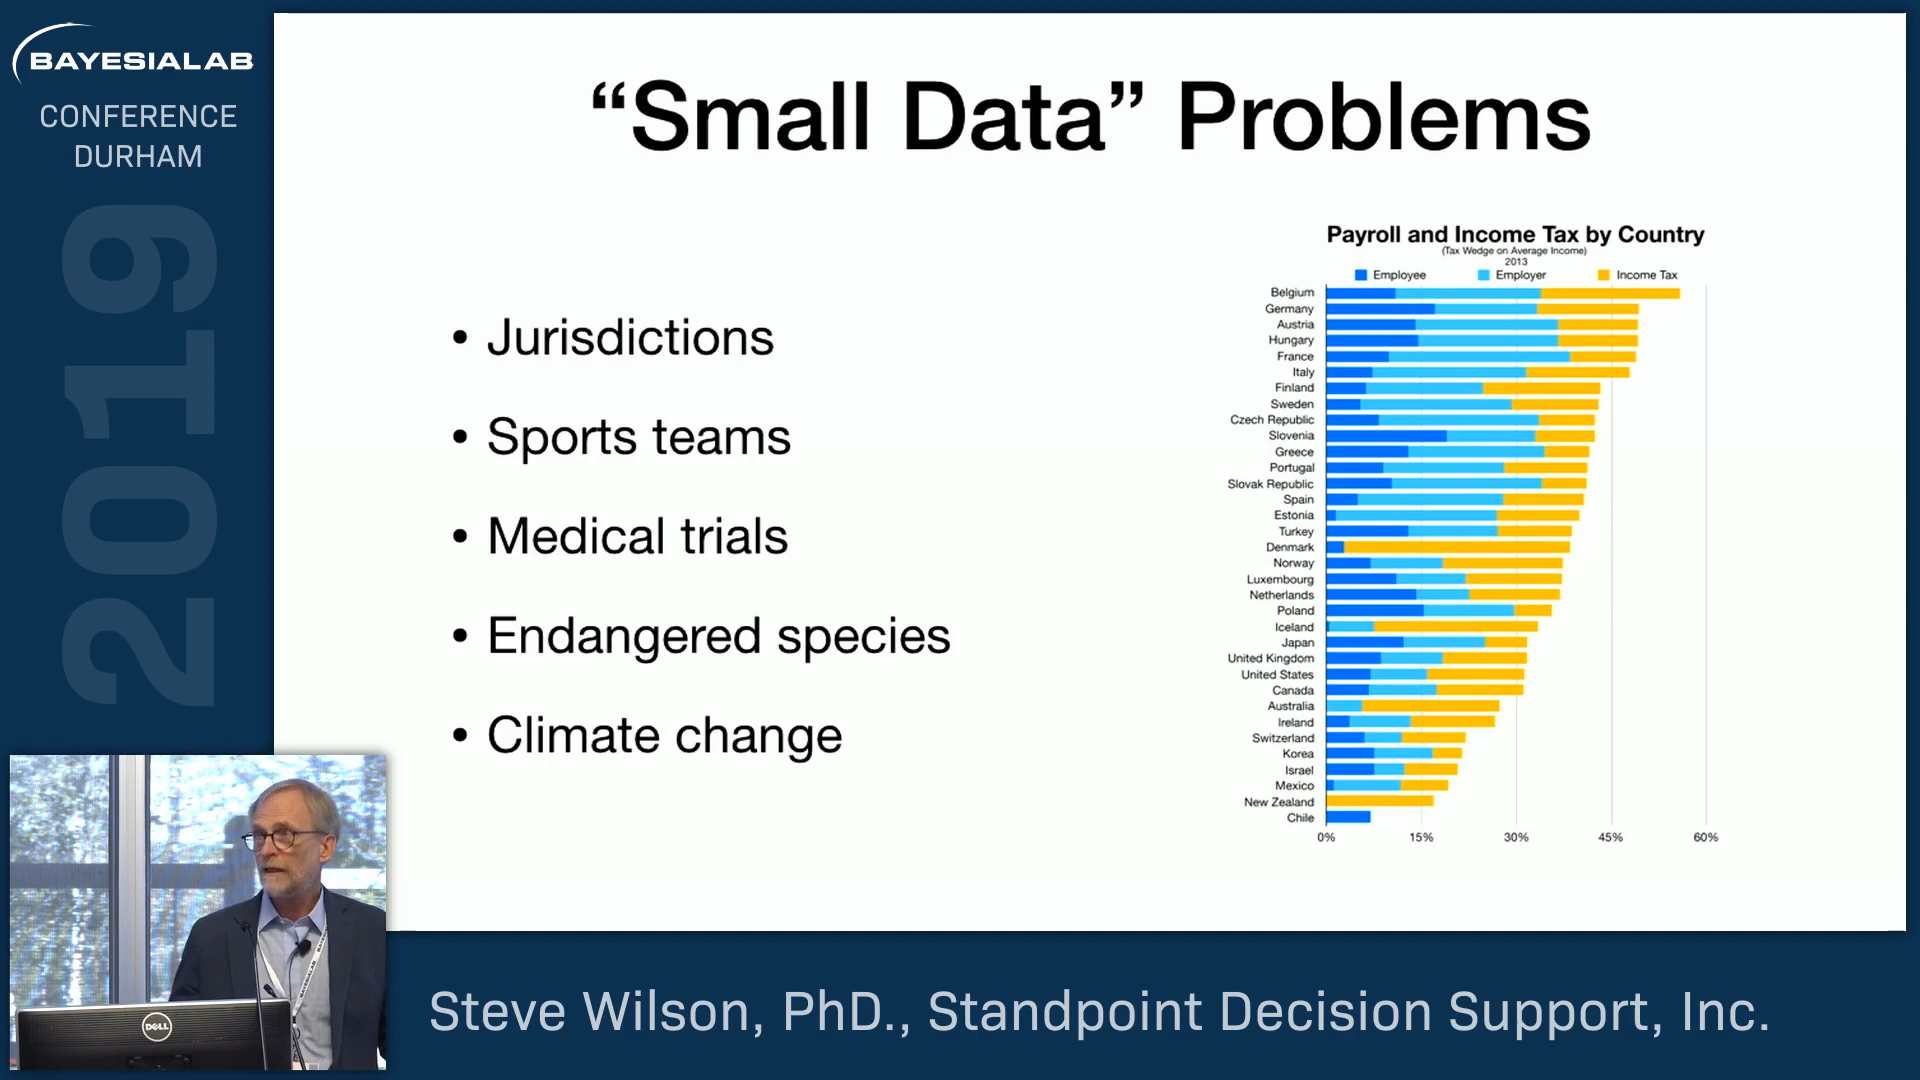 BAYESIALAB
CONFERENCE
DURHAM
2019
“Small Data” Problems
• Jurisdictions
• Sports teams
• Medical trials
• Endangered species
• Climate change
Payroll and Income Tax by Country
(Tax Wedge on Average Income)
2013
Employee Employer Income Tax
Belgium
Germany
Austria
Hungary
France
Italy
Finland
Sweden
Czech Republic
Slovenia
Greece
Portugal
Slovak Republic
Spain
Estonia
Turkey
Denmark
Norway
Luxembourg
Netherlands
Poland
Iceland
Japan
United Kingdom
United States
Canada
Australia
Ireland
Switzerland
Korea
Israel
Mexico
New Zealand
Chile
0% 15% 30% 45% 60%
DELL
Steve Wilson, PhD., Standpoint Decision Support, Inc.